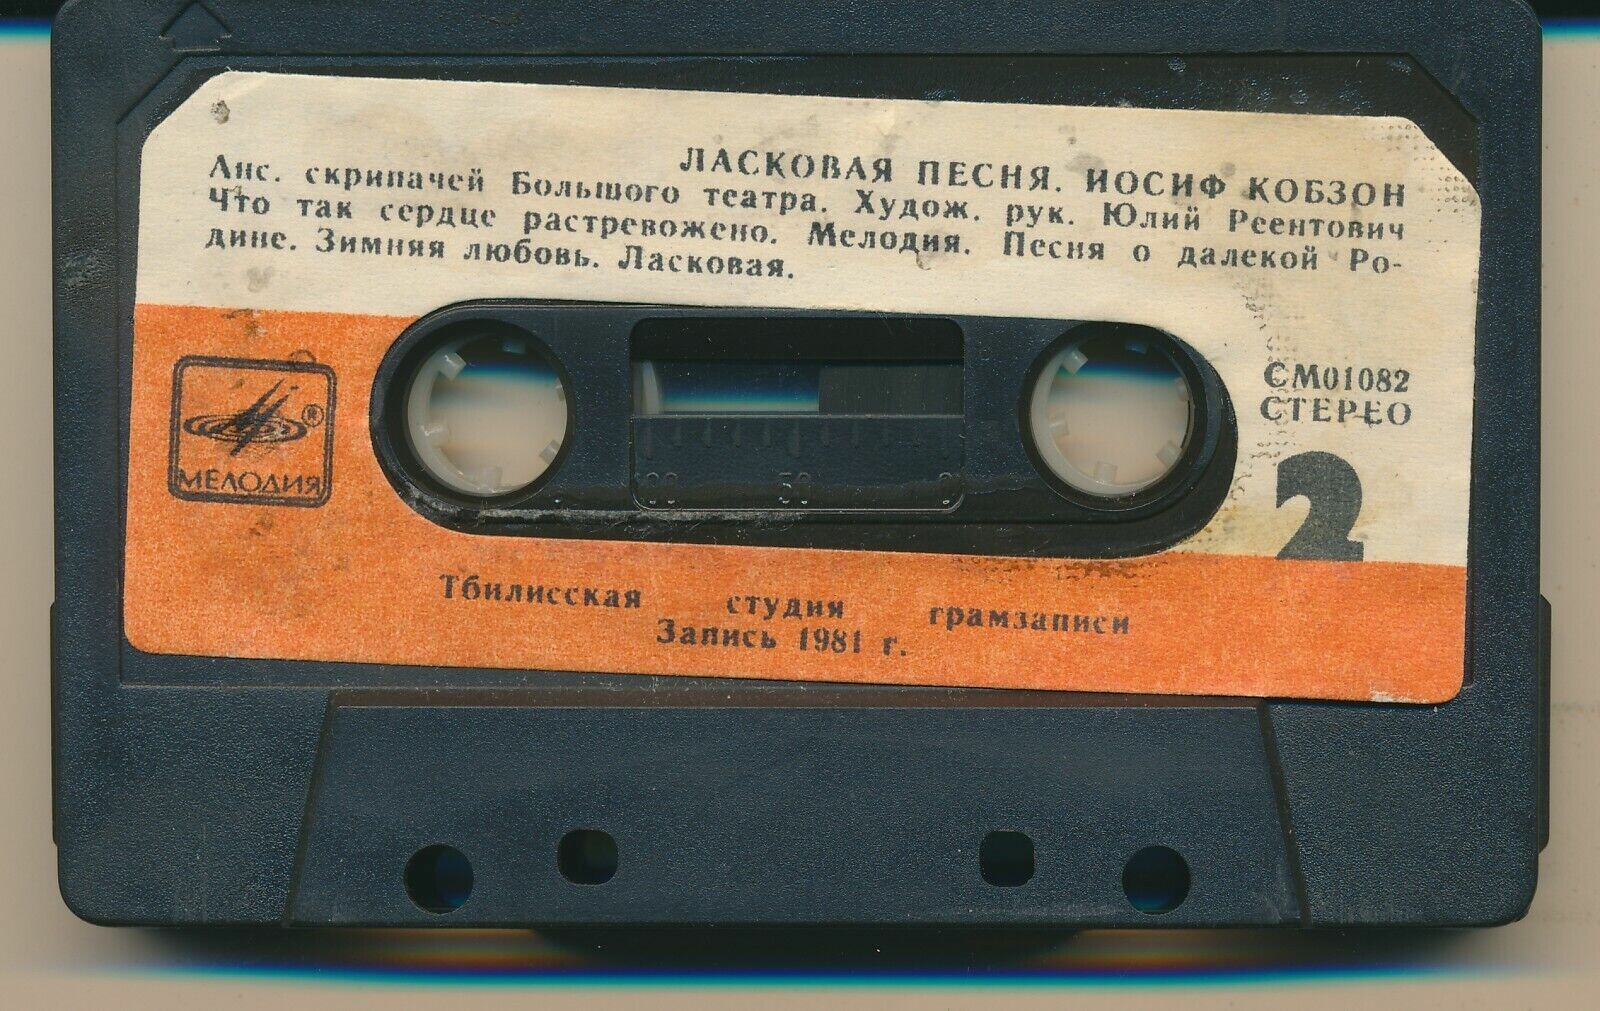 ЛАСКОВАЯ ПЕСНЯ. ИОСИФ КОБЗОН
Анс. скрипачей Большого театра. Худож. рук. Юлий Реентович
Что так сердце растревожено. Мелодия. Песня о далекой Ро-
дине. Зимняя любовь. Ласковая.
®
МЕЛОДИЯ
СМ01082
СТЕРЕО
2
50
Тбилисская студия грамзаписи
Запись 1981 г.